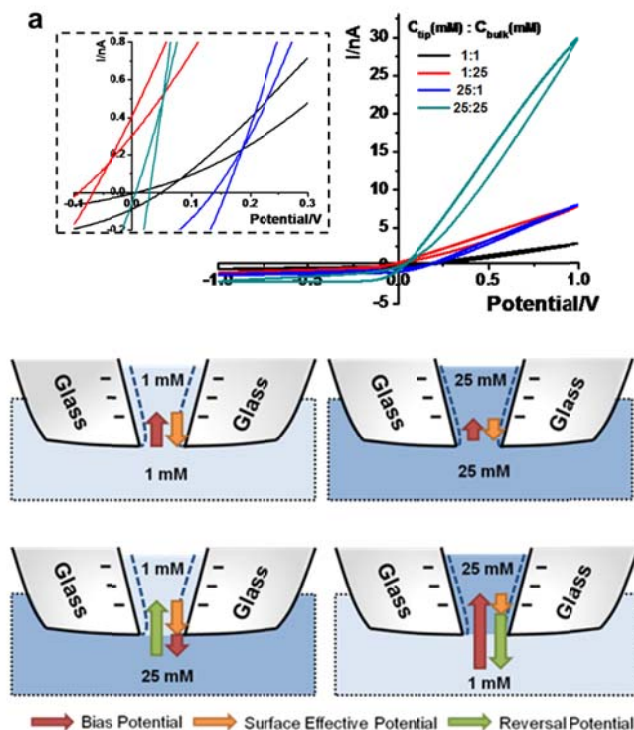 a
0.8
0.6
0.4
0.2
0.0
-0.2
I/nA
-0.1 0.0 0.1 0.2 0.3
Potential/V
I/nA
30
25
20
15
10
5
0
-5
C_tip(mM) : C_bulk(mM)
1:1
1:25
25:1
25:25
-1.0 -0.5 0.0 0.5 1.0
Potential/V
Glass 1 mM Glass
1 mM
Glass 25 mM Glass
25 mM
Glass 1 mM Glass
25 mM
Glass 25 mM Glass
1 mM
Bias Potential Surface Effective Potential Reversal Potential